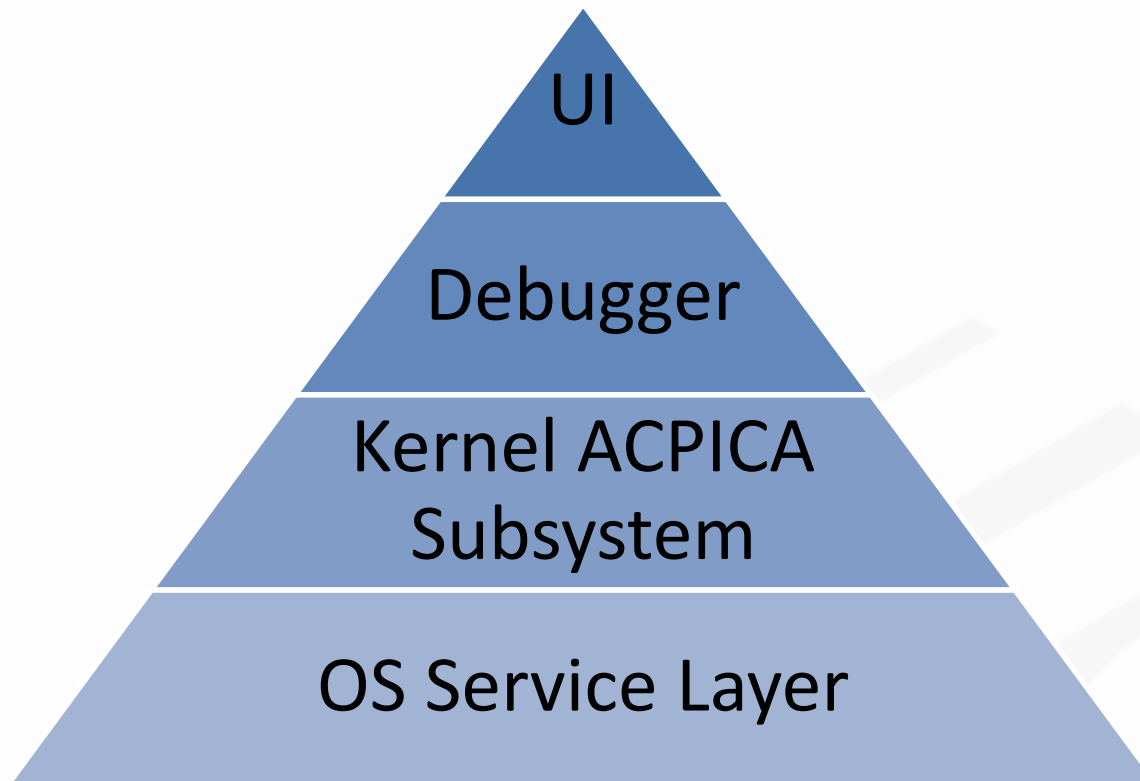 UI
Debugger
Kernel ACPICA
Subsystem
OS Service Layer